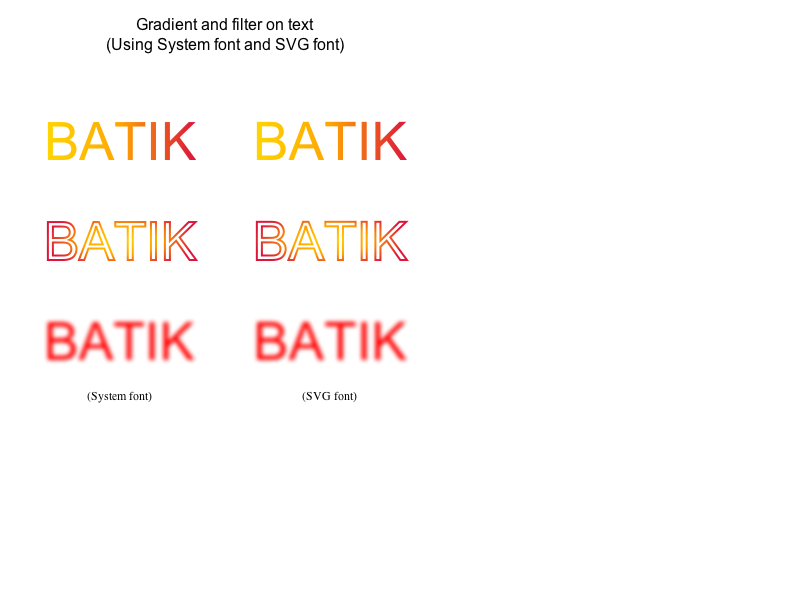 Gradient and filter on text
(Using System font and SVG font)
BATIK BATIK
BATIK BATIK
BATIK BATIK
(System font) (SVG font)